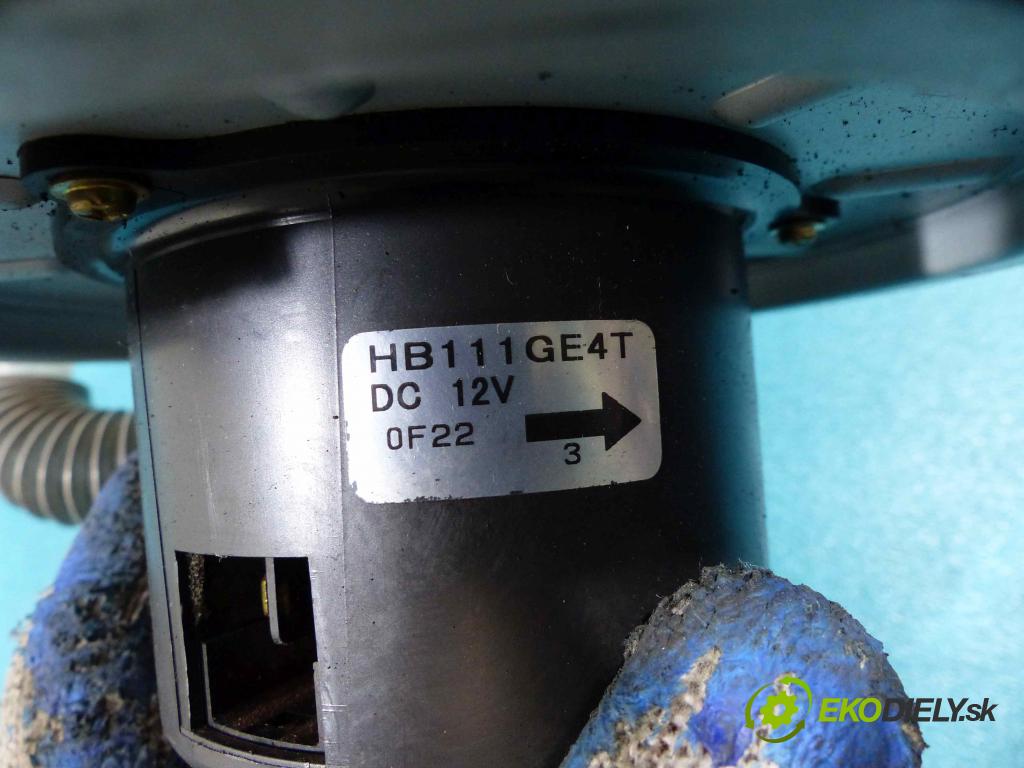 HB111GE4T
DC 12V
0F22
3
EKODIELY.sk